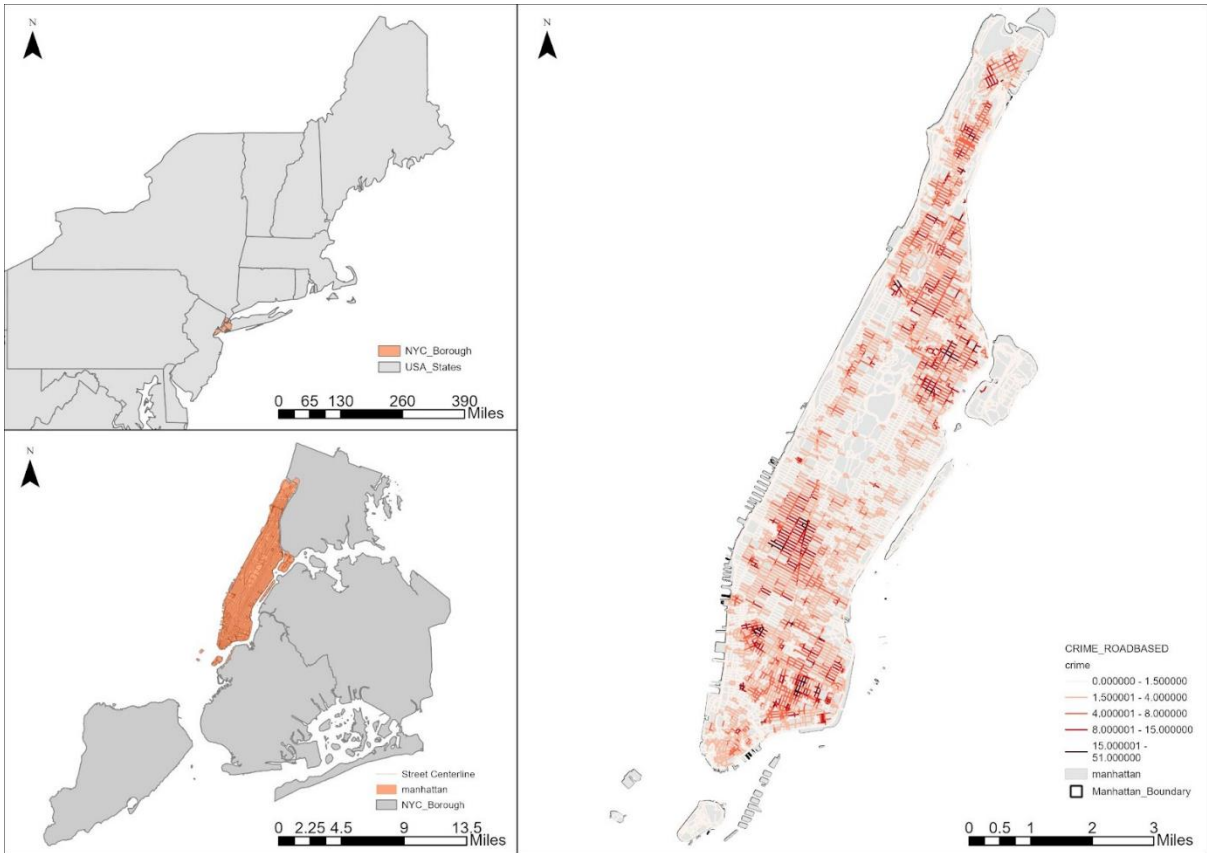 N
NYC_Borough
USA_States
0 65 130 260 390
Miles
N
Street Centerline
manhattan
NYC_Borough
0 2.25 4.5 9 13.5
Miles
N
CRIME_ROADBASED
crime
0.000000 - 1.500000
1.500001 - 4.000000
4.000001 - 8.000000
8.000001 - 15.000000
15.000001 -
51.000000
manhattan
Manhattan_Boundary
0 0.5 1 2 3
Miles